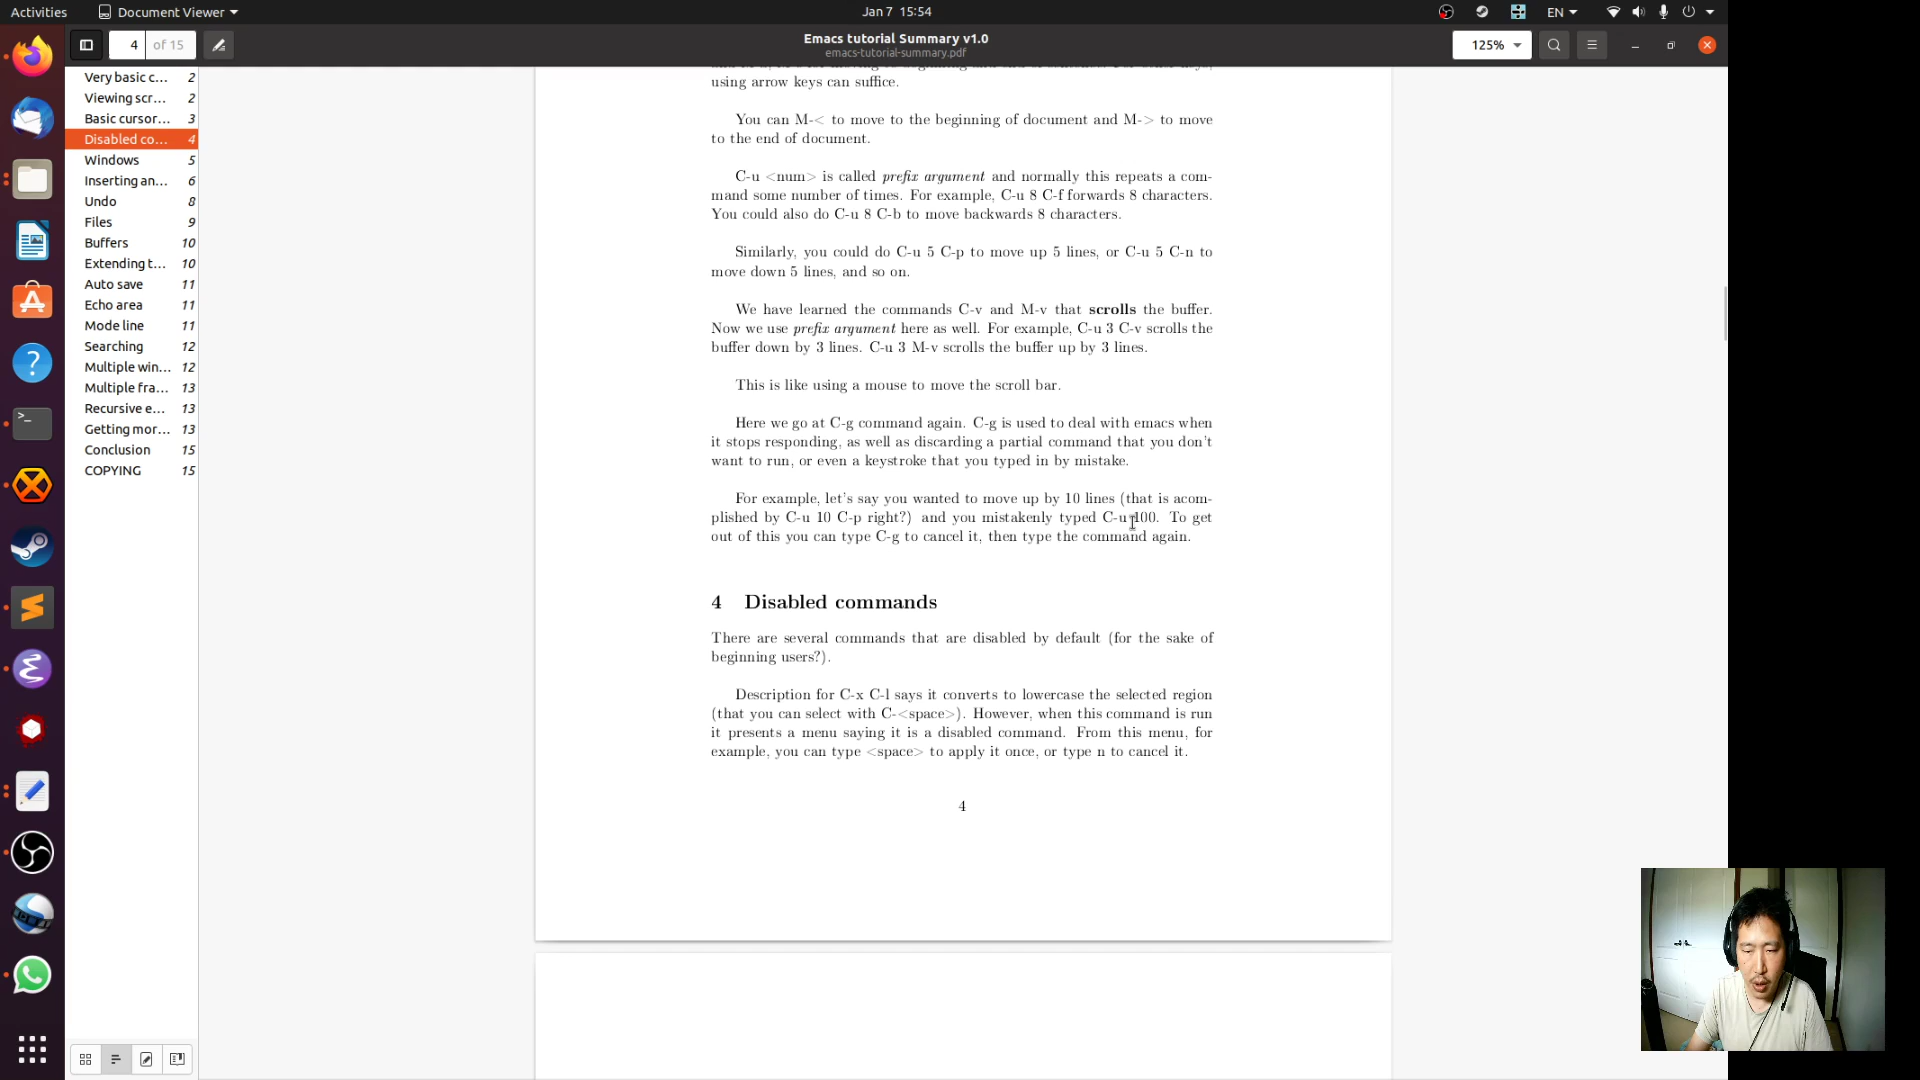 Activities
Document Viewer
Jan 7 15:54
EN
4
of 15
Emacs tutorial Summary v1.0
emacs-tutorial-summary.pdf
125%
Very basic c... 2
Viewing scr... 2
Basic cursor... 3
Disabled co... 4
Windows 5
Inserting an... 6
Undo 8
Files 9
Buffers 10
Extending t... 10
Auto save 11
Echo area 11
Mode line 11
Searching 12
Multiple win... 12
Multiple fra... 13
Recursive e... 13
Getting mor... 13
Conclusion 15
COPYING 15
using arrow keys can suffice.
You can M-< to move to the beginning of document and M-> to move
to the end of document.
C-u <num> is called prefix argument and normally this repeats a com-
mand some number of times. For example, C-u 8 C-f forwards 8 characters.
You could also do C-u 8 C-b to move backwards 8 characters.
Similarly, you could do C-u 5 C-p to move up 5 lines, or C-u 5 C-n to
move down 5 lines, and so on.
We have learned the commands C-v and M-v that scrolls the buffer.
Now we use prefix argument here as well. For example, C-u 3 C-v scrolls the
buffer down by 3 lines. C-u 3 M-v scrolls the buffer up by 3 lines.
This is like using a mouse to move the scroll bar.
Here we go at C-g command again. C-g is used to deal with emacs when
it stops responding, as well as discarding a partial command that you don't
want to run, or even a keystroke that you typed in by mistake.
For example, let's say you wanted to move up by 10 lines (that is acom-
plished by C-u 10 C-p right?) and you mistakenly typed C-u 100. To get
out of this you can type C-g to cancel it, then type the command again.
4 Disabled commands
There are several commands that are disabled by default (for the sake of
beginning users?).
Description for C-x C-l says it converts to lowercase the selected region
(that you can select with C-<space>). However, when this command is run
it presents a menu saying it is a disabled command. From this menu, for
example, you can type <space> to apply it once, or type n to cancel it.
4